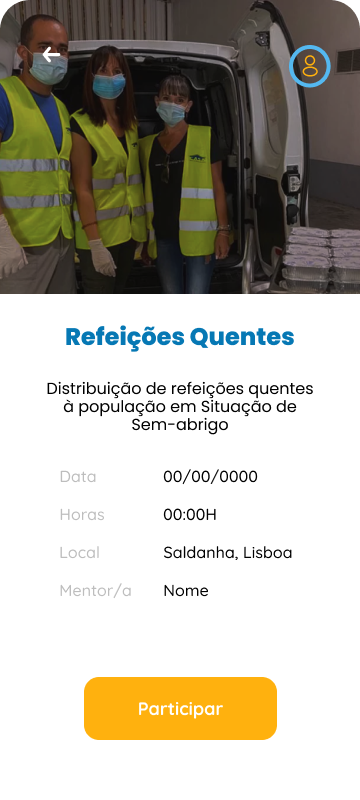 Refeições Quentes
Distribuição de refeições quentes
à população em Situação de
Sem-abrigo
Data 00/00/0000
Horas 00:00H
Local Saldanha, Lisboa
Mentor/a Nome
Participar